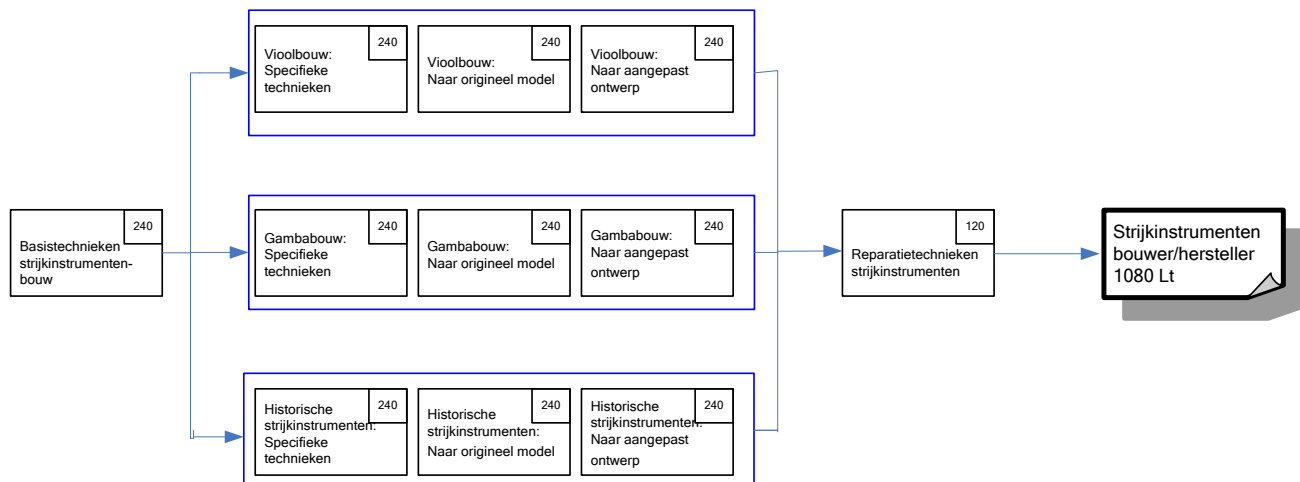 Vioolbouw:
Specifieke
technieken
240
Vioolbouw:
Naar origineel model
240
Vioolbouw:
Naar aangepast
ontwerp
240
Basistechnieken
strijkinstrumenten-
bouw
240
Gambabouw:
Specifieke
technieken
240
Gambabouw:
Naar origineel model
240
Gambabouw:
Naar aangepast
ontwerp
240
Reparatietechnieken
strijkinstrumenten
120
Strijkinstrumenten
bouwer/hersteller
1080 Lt
Historische
strijkinstrumenten:
Specifieke
technieken
240
Historische
strijkinstrumenten:
Naar origineel model
240
Historische
strijkinstrumenten:
Naar aangepast
ontwerp
240